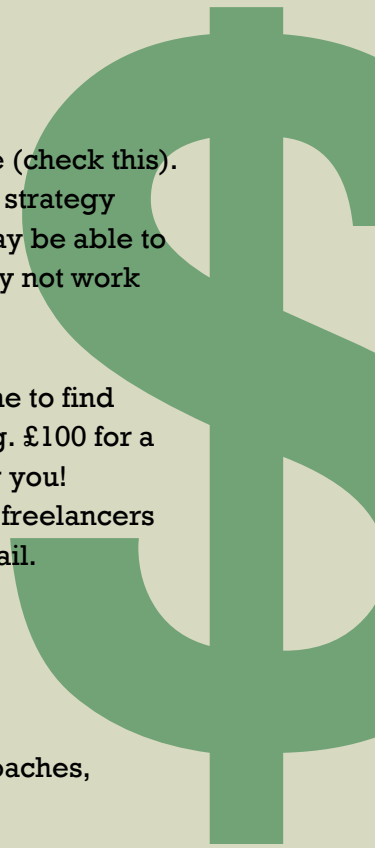 e (check this).
strategy
ay be able to
y not work
ne to find
g. £100 for a
r you!
freelancers
ail.
oaches,